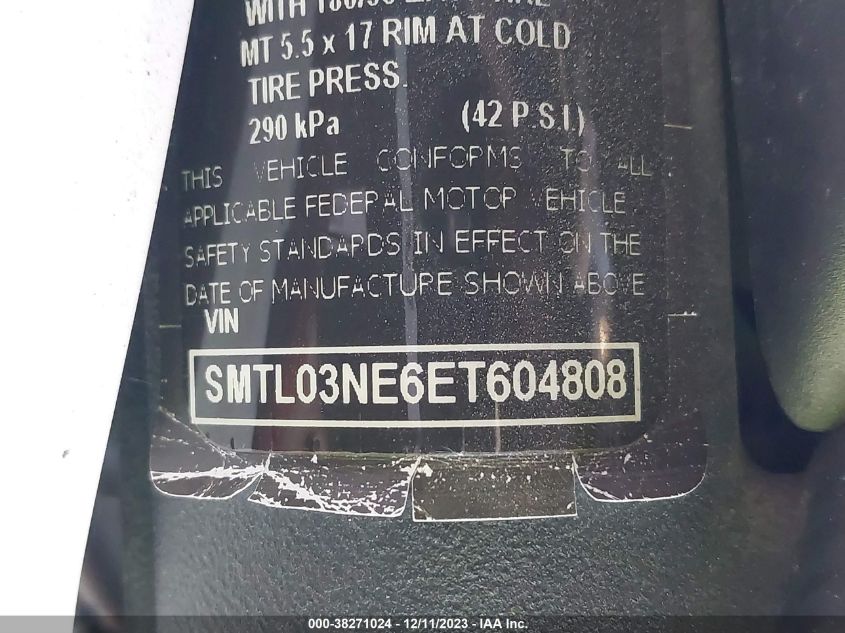 WITH
MT 5.5 x 17 RIM AT COLD
TIRE PRESS.
290 kPa (42 P.S.I.)
THIS VEHICLE CONFORMS TO ALL
APPLICABLE FEDERAL MOTOR VEHICLE
SAFETY STANDARDS IN EFFECT ON THE
DATE OF MANUFACTURE SHOWN ABOVE
VIN
SMTL03NE6ET604808
000-38271024 - 12/11/2023 - IAA Inc.